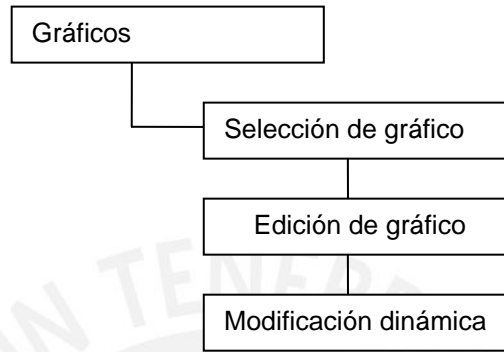 Gráficos
Selección de gráfico
Edición de gráfico
Modificación dinámica